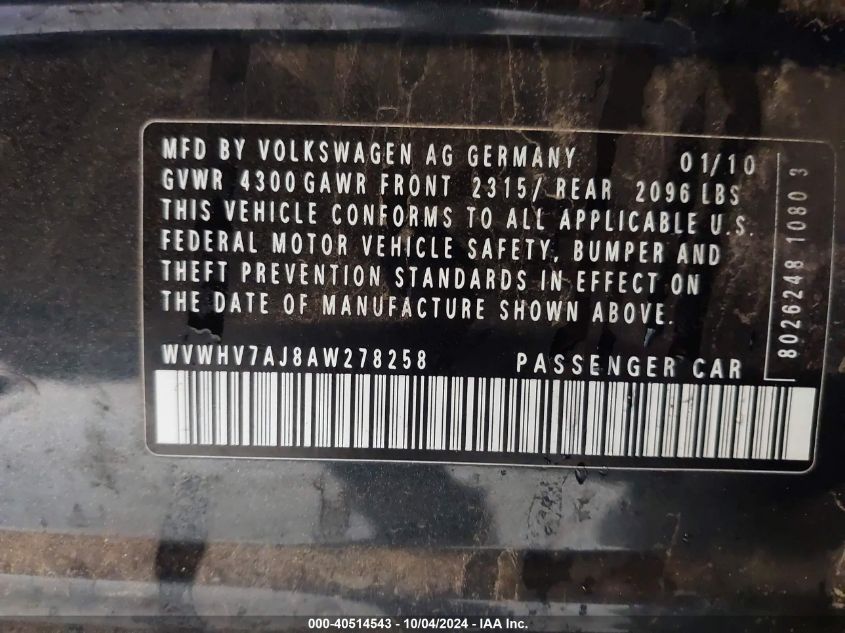 MFD BY VOLKSWAGEN AG GERMANY 01/10
GVWR 4300 GAWR FRONT 2315/ REAR 2096 LBS
THIS VEHICLE CONFORMS TO ALL APPLICABLE U.S.
FEDERAL MOTOR VEHICLE SAFETY, BUMPER AND
THEFT PREVENTION STANDARDS IN EFFECT ON
THE DATE OF MANUFACTURE SHOWN ABOVE.
WVWHV7AJ8AW278258 PASSENGER CAR
8026248 1080 3
000-40514543 - 10/04/2024 - IAA Inc.